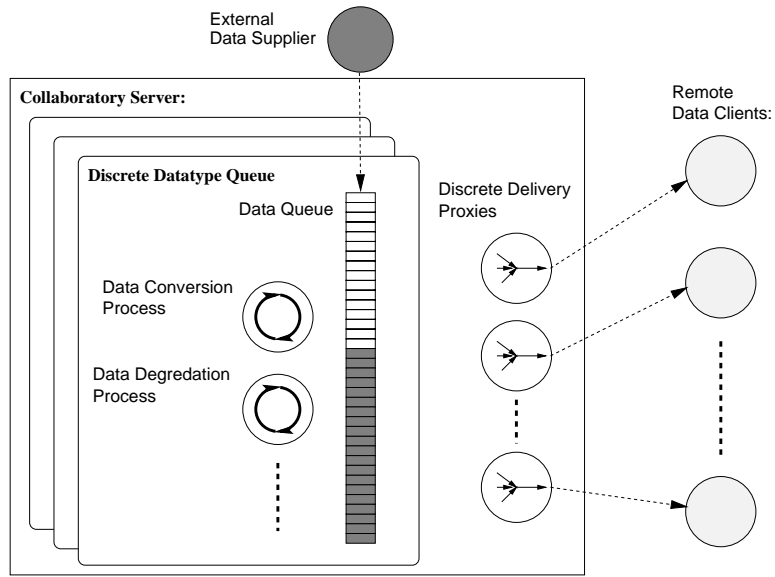 External
Data Supplier
Collaboratory Server:
Remote
Data Clients:
Discrete Datatype Queue
Data Queue
Discrete Delivery
Proxies
Data Conversion
Process
Data Degredation
Process